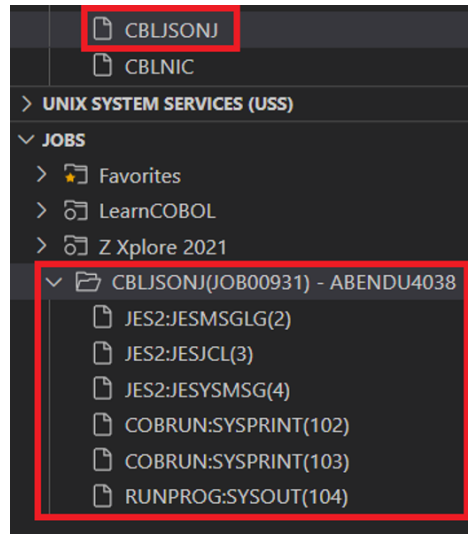 CBLJSONJ
CBLNIC
UNIX SYSTEM SERVICES (USS)
JOBS
Favorites
LearnCOBOL
Z Xplore 2021
CBLJSONJ(JOB00931) - ABENDU4038
JES2:JESMSGLG(2)
JES2:JESJCL(3)
JES2:JESYSMSG(4)
COBRUN:SYSPRINT(102)
COBRUN:SYSPRINT(103)
RUNPROG:SYSOUT(104)